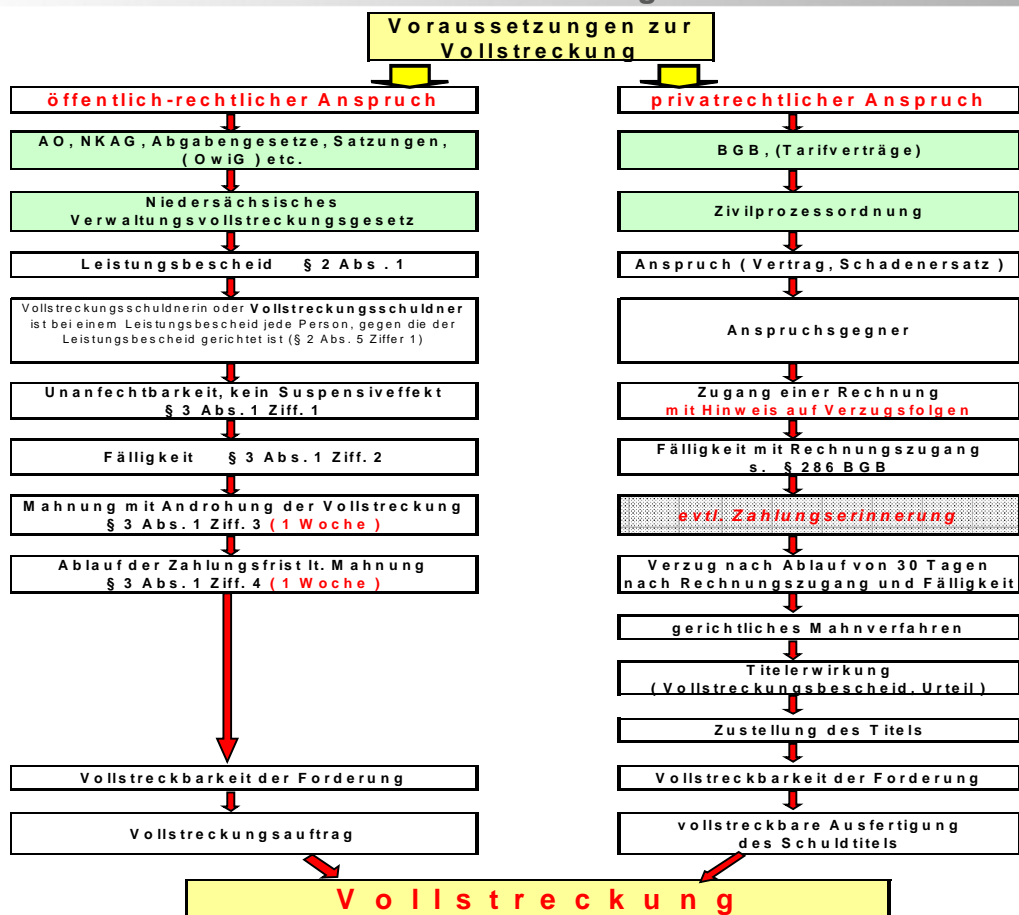 Voraussetzungen zur
Vollstreckung
öffentlich-rechtlicher Anspruch
AO, NKAG, Abgabengesetze, Satzungen,
(OwiG) etc.
Niedersächsisches
Verwaltungsvollstreckungsgesetz
Leistungsbescheid § 2 Abs. 1
Vollstreckungsschuldnerin oder Vollstreckungsschuldner
ist bei einem Leistungsbescheid jede Person, gegen die der
Leistungsbescheid gerichtet ist (§ 2 Abs. 5 Ziffer 1)
Unanfechtbarkeit, kein Suspensiveffekt
§ 3 Abs. 1 Ziff. 1
Fälligkeit § 3 Abs. 1 Ziff. 2
Mahnung mit Androhung der Vollstreckung
§ 3 Abs. 1 Ziff. 3 (1 Woche)
Ablauf der Zahlungsfrist lt. Mahnung
§ 3 Abs. 1 Ziff. 4 (1 Woche)
Vollstreckbarkeit der Forderung
Vollstreckungsauftrag
privatrechtlicher Anspruch
BGB, (Tarifverträge)
Zivilprozessordnung
Anspruch (Vertrag, Schadenersatz)
Anspruchsgegner
Zugang einer Rechnung
mit Hinweis auf Verzugsfolgen
Fälligkeit mit Rechnungszugang
s. § 286 BGB
evtl. Zahlungserinnerung
Verzug nach Ablauf von 30 Tagen
nach Rechnungszugang und Fälligkeit
gerichtliches Mahnverfahren
Titelerwirkung
(Vollstreckungsbescheid, Urteil)
Zustellung des Titels
Vollstreckbarkeit der Forderung
vollstreckbare Ausfertigung
des Schuldtitels
Vollstreckung